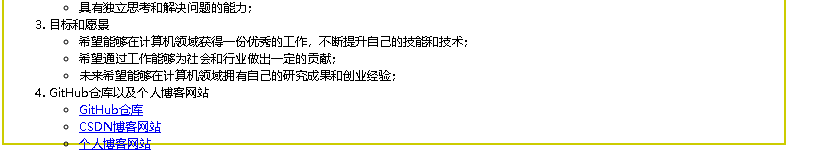 具有独立思考和解决问题的能力；
3. 目标和愿景
希望能够在计算机领域获得一份优秀的工作，不断提升自己的技能和技术；
希望通过工作能够为社会和行业做出一定的贡献；
未来希望能够在计算机领域拥有自己的研究成果和创业经验；
4. GitHub仓库以及个人博客网站
GitHub仓库
CSDN博客网站
个人博客网站